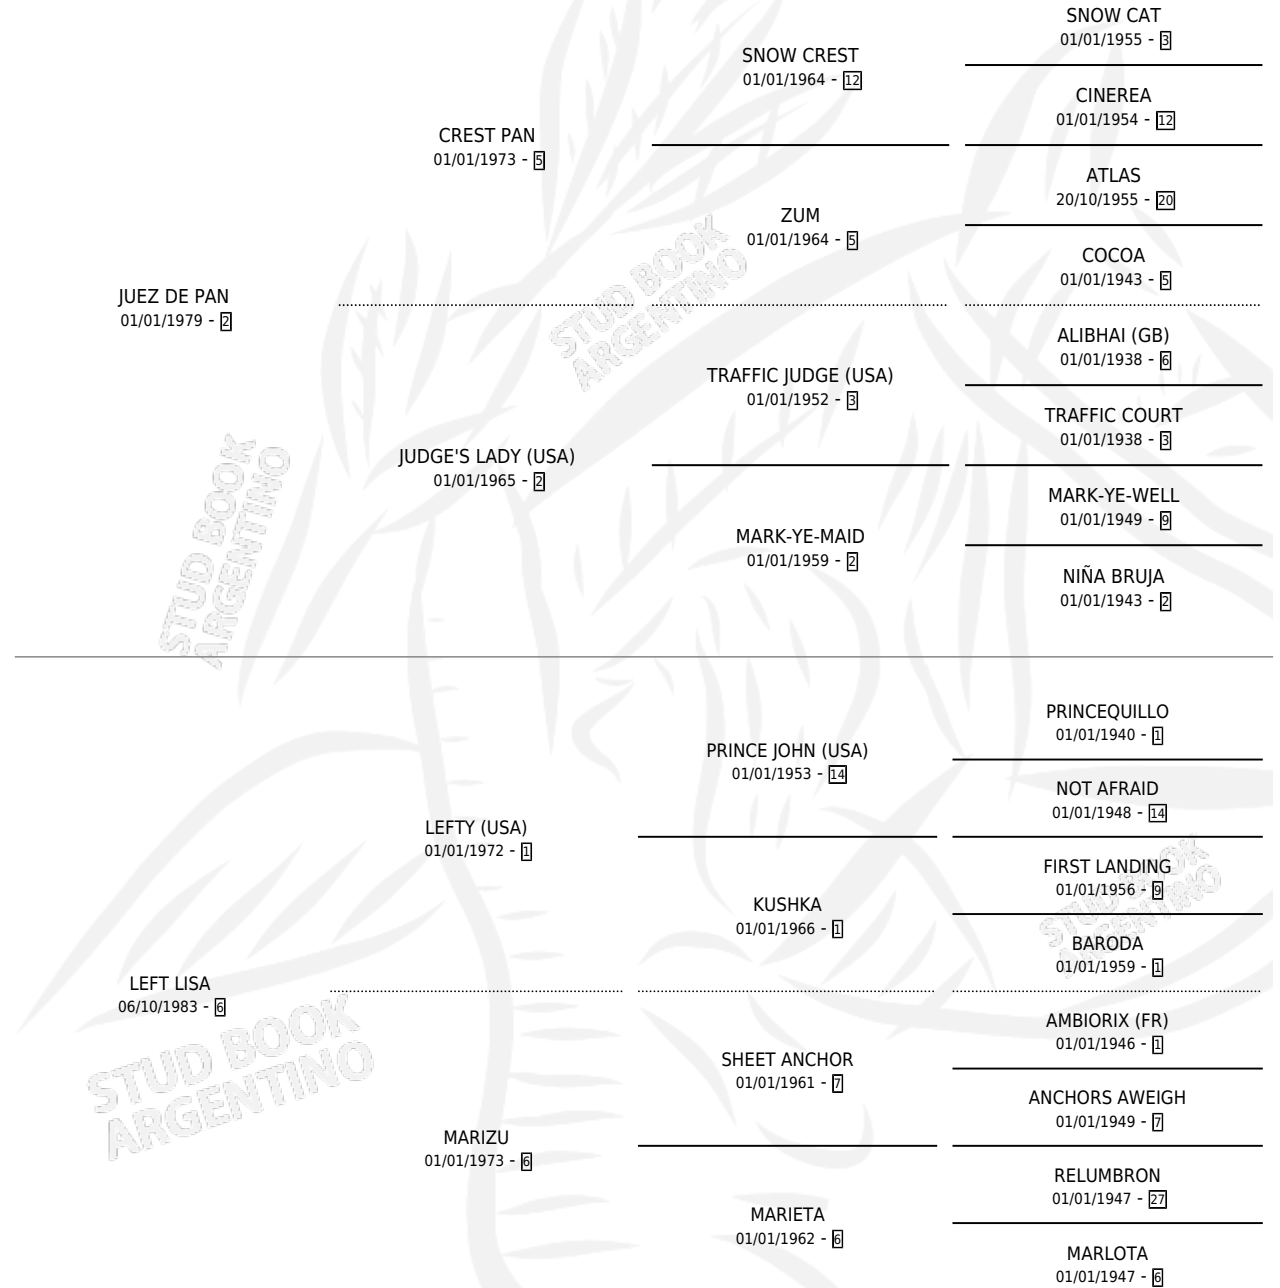 SNOW CAT
01/01/1955 - 3
SNOW CREST
01/01/1964 - 12
CINEREA
01/01/1954 - 12
CREST PAN
01/01/1973 - 5
ATLAS
20/10/1955 - 20
ZUM
01/01/1964 - 5
COCOA
01/01/1943 - 5
JUEZ DE PAN
01/01/1979 - 2
ALIBHAI (GB)
01/01/1938 - 6
TRAFFIC JUDGE (USA)
01/01/1952 - 3
TRAFFIC COURT
01/01/1938 - 3
JUDGE'S LADY (USA)
01/01/1965 - 2
MARK-YE-WELL
01/01/1949 - 9
MARK-YE-MAID
01/01/1959 - 2
NIÑA BRUJA
01/01/1943 - 2
PRINCEQUILLO
01/01/1940 - 1
PRINCE JOHN (USA)
01/01/1953 - 14
NOT AFRAID
01/01/1948 - 14
LEFTY (USA)
01/01/1972 - 1
FIRST LANDING
01/01/1956 - 9
KUSHKA
01/01/1966 - 1
BARODA
01/01/1959 - 1
LEFT LISA
06/10/1983 - 6
AMBIORIX (FR)
01/01/1946 - 1
SHEET ANCHOR
01/01/1961 - 7
ANCHORS AWEIGH
01/01/1949 - 7
MARIZU
01/01/1973 - 6
RELUMBRON
01/01/1947 - 27
MARIETA
01/01/1962 - 6
MARLOTA
01/01/1947 - 6
STUD BOOK
ARGENTINO
STUD BOOK
ARGENTINO
STUD BOOK
ARGENTINO
STUD BOOK
ARGENTINO